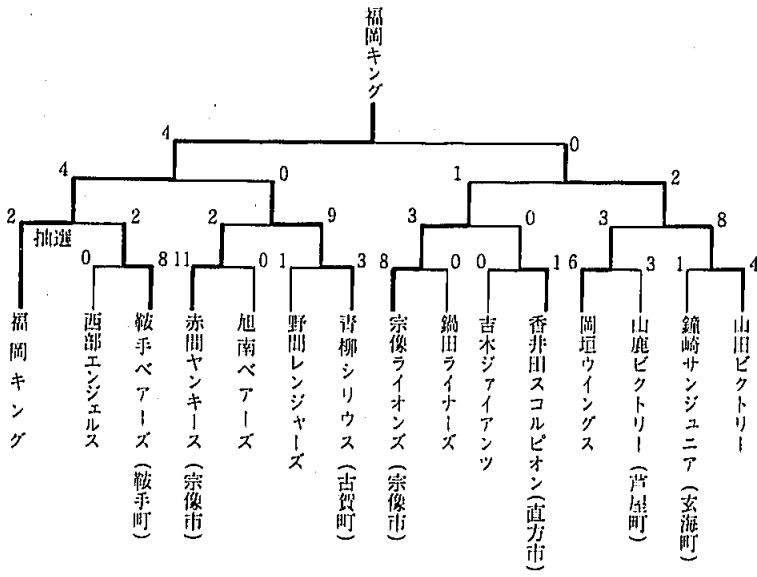 福岡キング
4 0
4 0 1 2
2 抽選 2 2 9 3 0 3 8
0 8 11 0 1 3 8 0 0 1 6 3 1 4
福岡キング
西部エンジェルス
鞍手ベアーズ(鞍手町)
赤間ヤンキース(宗像市)
旭南ベアーズ
野間レンジャーズ
青柳シリウス(古賀町)
宗像ライオンズ(宗像市)
鍋田ライナーズ
吉木ジァイアンツ
香井田スコルピオン(直方市)
岡垣ウイングス
山鹿ビクトリー(芦屋町)
鐘崎サンジュニア(玄海町)
山田ビクトリー